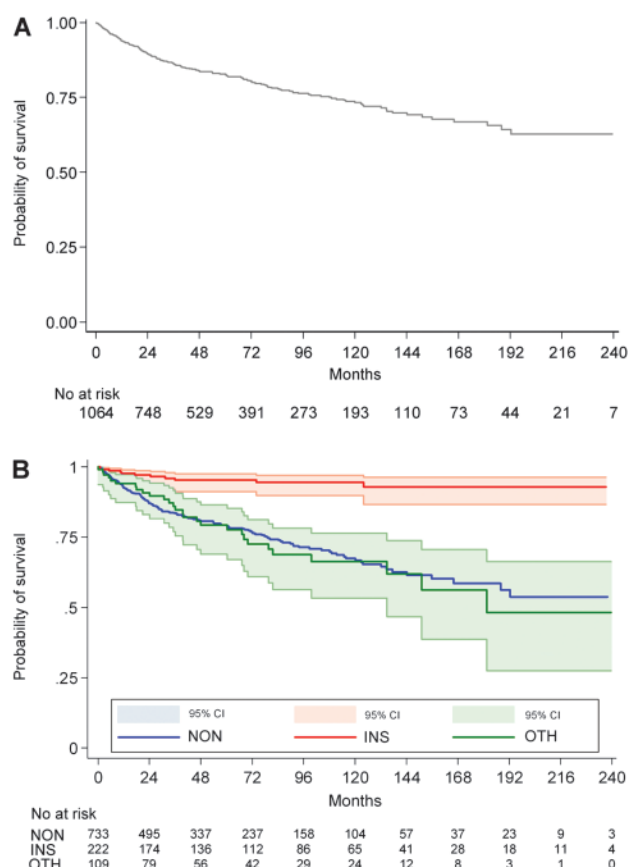 A
1.00
0.75
0.50
0.25
0.00
Probability of survival
0 24 48 72 96 120 144 168 192 216 240
Months
No at risk
1064 748 529 391 273 193 110 73 44 21 7
B
1
.75
.5
.25
0
Probability of survival
95% CI 95% CI 95% CI
NON INS OTH
0 24 48 72 96 120 144 168 192 216 240
Months
No at risk
NON 733 495 337 237 158 104 57 37 23 9 3
INS 222 174 136 112 86 65 41 28 18 11 4
OTH 109 79 56 42 29 24 12 8 3 1 0